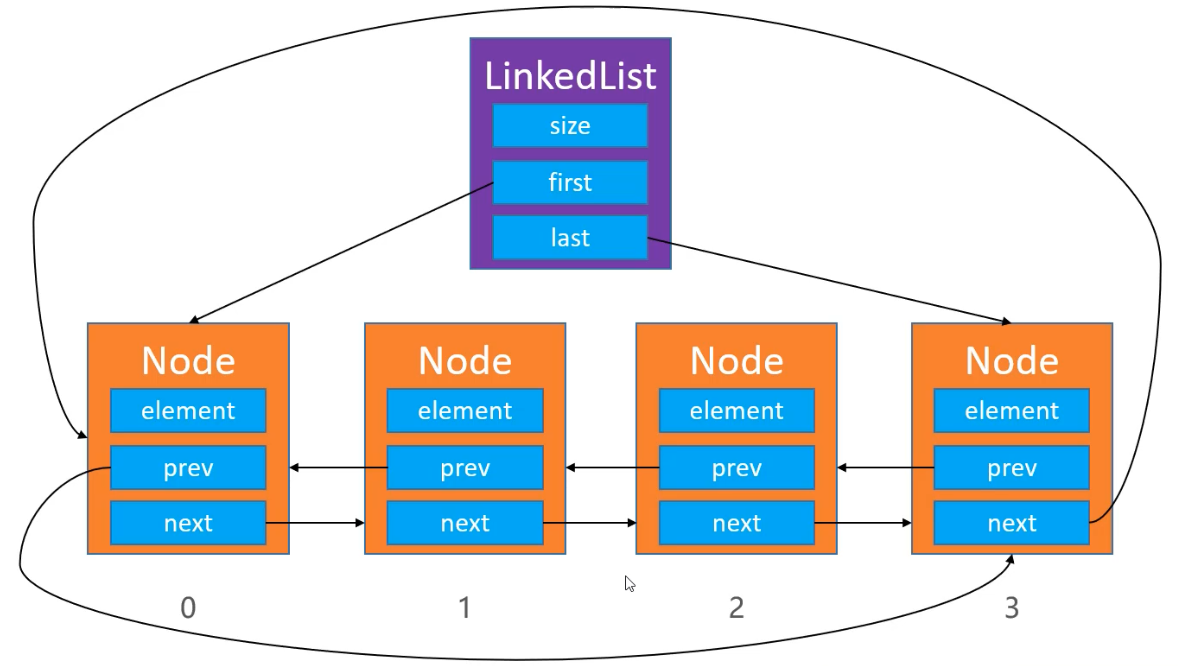 LinkedList
size
first
last
Node
element
prev
next
Node
element
prev
next
Node
element
prev
next
Node
element
prev
next
0
1
2
3